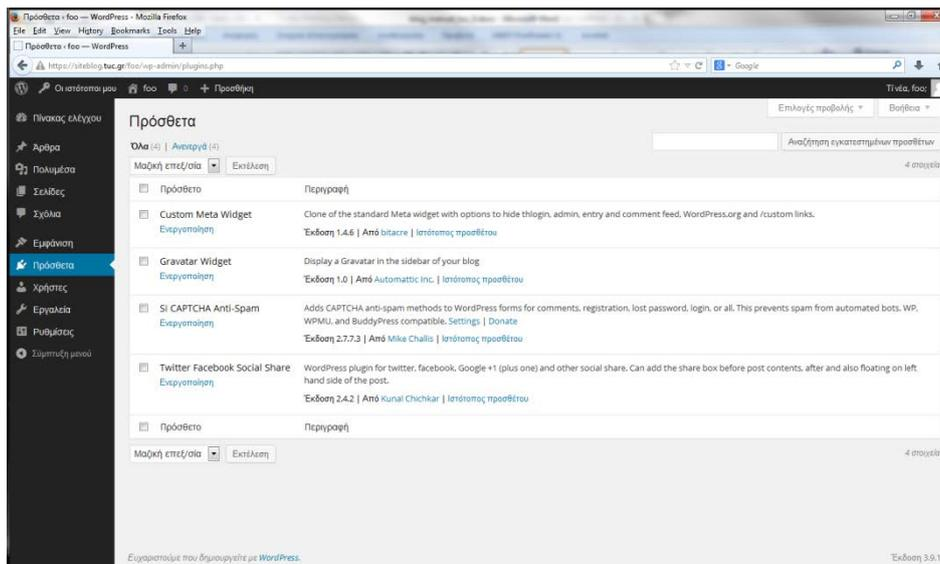 Πρόσθετα ‹ foo — WordPress - Mozilla Firefox
File Edit View History Bookmarks Tools Help
Πρόσθετα ‹ foo — WordPress +
https://siteblog.tuc.gr/foo/wp-admin/plugins.php
Google
Οι ιστότοποι μου foo 0 + Προσθήκη
Τί νέα, foo;
Επιλογές προβολής Βοήθεια
Πίνακας ελέγχου
Άρθρα
Πολυμέσα
Σελίδες
Σχόλια
Εμφάνιση
Πρόσθετα
Χρήστες
Εργαλεία
Ρυθμίσεις
Σύμπτυξη μενού
Πρόσθετα
Όλα (4) | Ανενεργά (4)
Αναζήτηση εγκατεστημένων προσθέτων
Μαζική επεξ/σία Εκτέλεση
4 στοιχεία
Πρόσθετο Περιγραφή
Custom Meta Widget Clone of the standard Meta widget with options to hide thlogin, admin, entry and comment feed, WordPress.org and /custom links.
Ενεργοποίηση Έκδοση 1.4.6 | Από bitacre | Ιστότοπος προσθέτου
Gravatar Widget Display a Gravatar in the sidebar of your blog
Ενεργοποίηση Έκδοση 1.0 | Από Automattic Inc. | Ιστότοπος προσθέτου
SI CAPTCHA Anti-Spam Adds CAPTCHA anti-spam methods to WordPress forms for comments, registration, lost password, login, or all. This prevents spam from automated bots. WP,
Ενεργοποίηση WPMU, and BuddyPress compatible. Settings | Donate
Έκδοση 2.7.7.3 | Από Mike Challis | Ιστότοπος προσθέτου
Twitter Facebook Social Share WordPress plugin for twitter, facebook, Google +1 (plus one) and other social share. Can add the share box before post contents, after and also floating on left
Ενεργοποίηση hand side of the post.
Έκδοση 2.4.2 | Από Kunal Chichkar | Ιστότοπος προσθέτου
Πρόσθετο Περιγραφή
Μαζική επεξ/σία Εκτέλεση
4 στοιχεία
Ευχαριστούμε που δημιουργείτε με WordPress.
Έκδοση 3.9.1